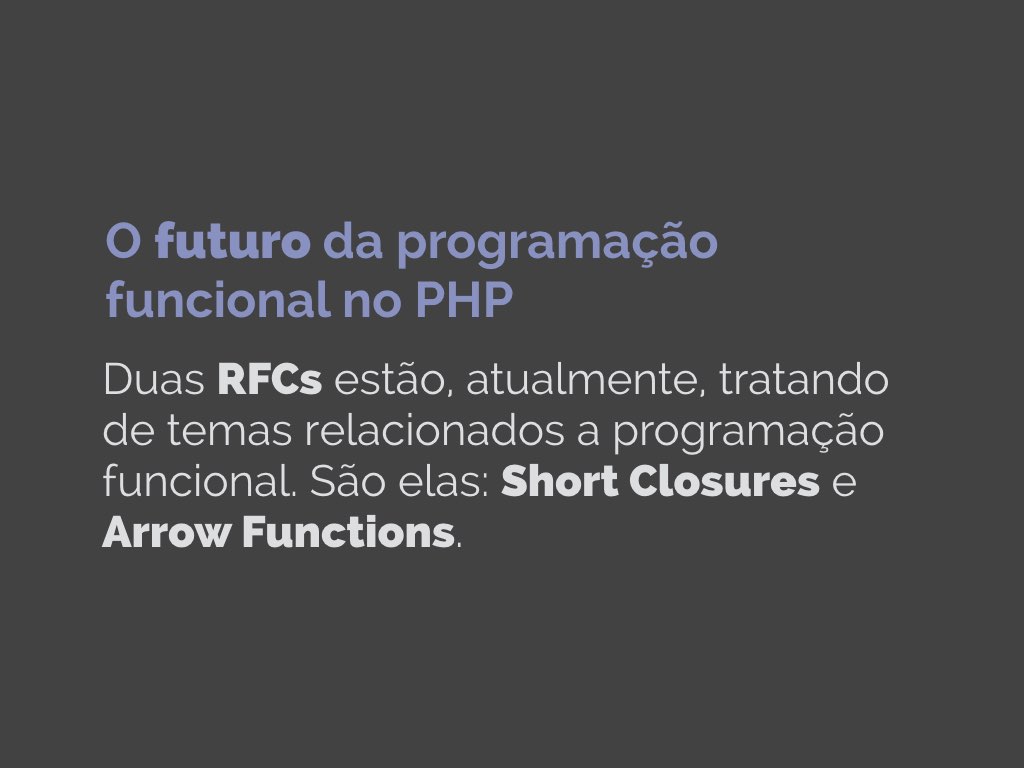 O futuro da programação
funcional no PHP
Duas RFCs estão, atualmente, tratando
de temas relacionados a programação
funcional. São elas: Short Closures e
Arrow Functions.